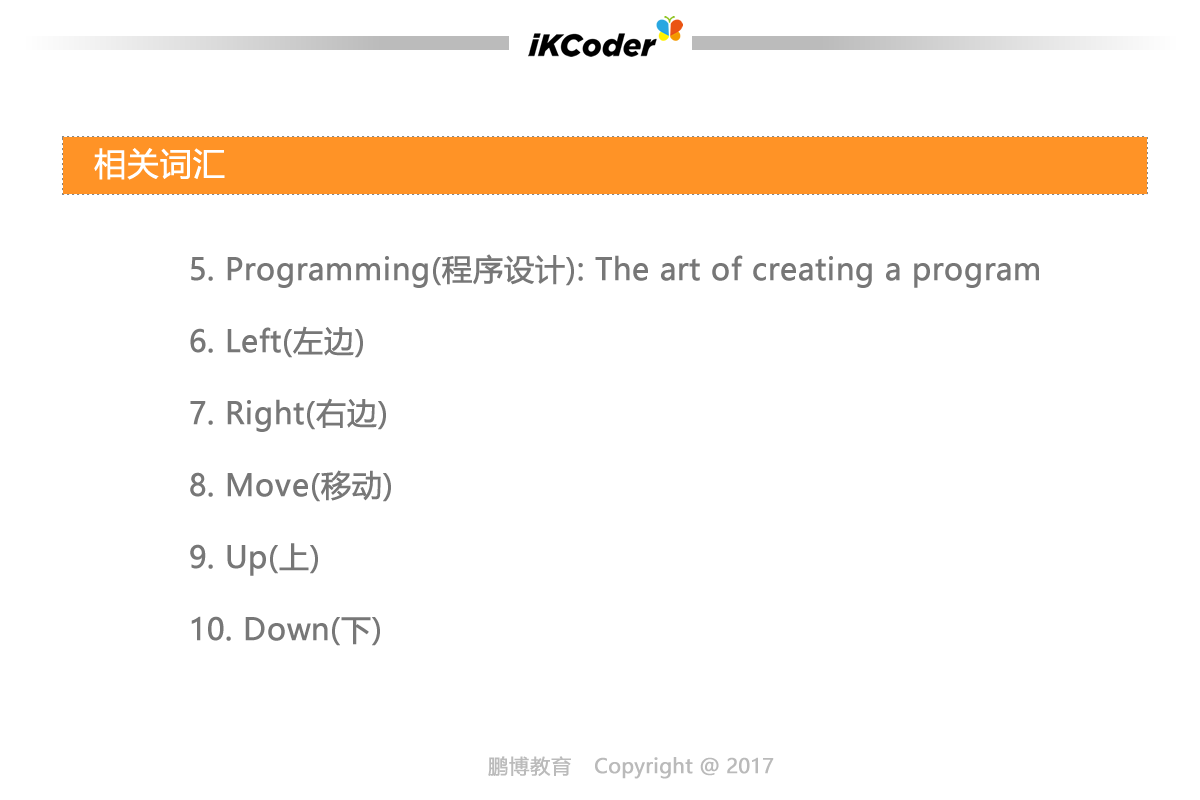 iKCoder
相关词汇
5. Programming(程序设计): The art of creating a program
6. Left(左边)
7. Right(右边)
8. Move(移动)
9. Up(上)
10. Down(下)
鹏博教育 Copyright @ 2017